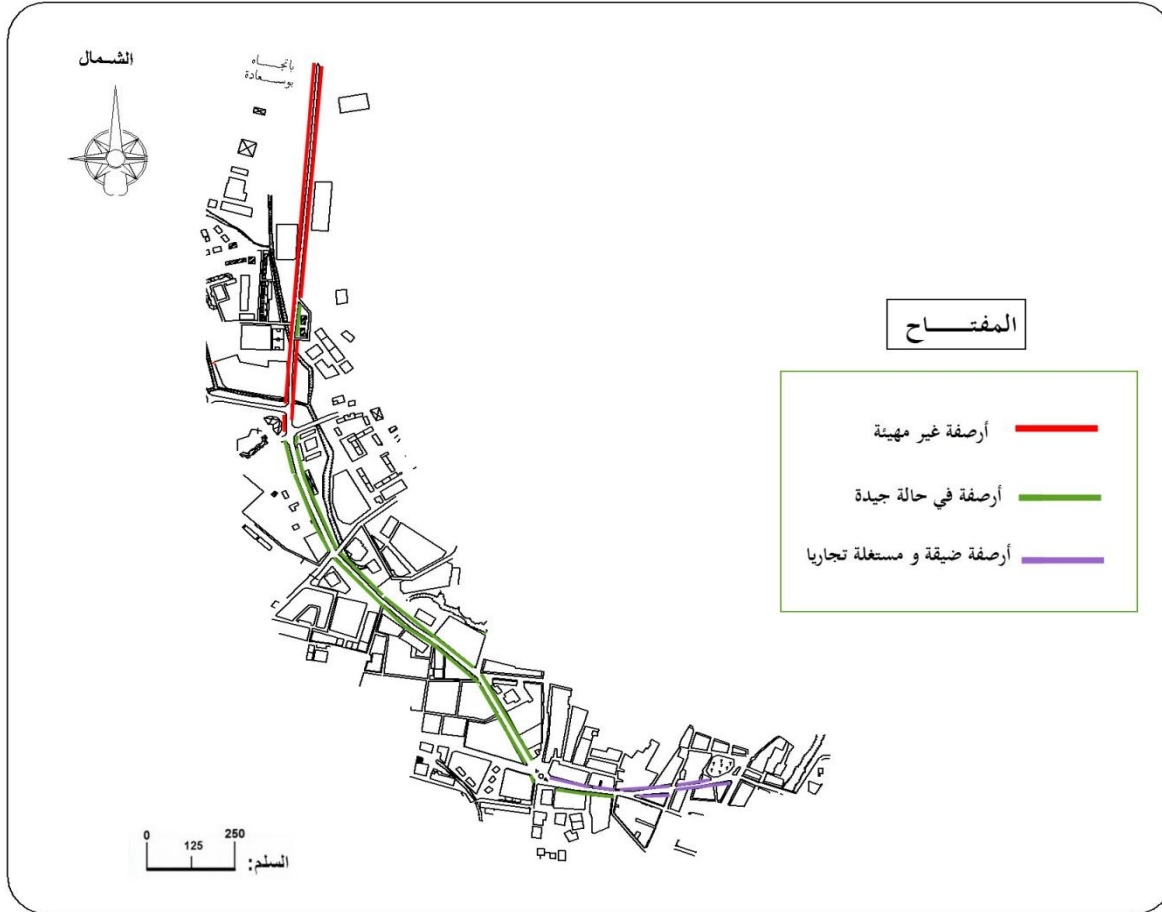 الشمال
باتجاه
بوسعادة
المفتاح
أرصفة غير مهيئة
أرصفة في حالة جيدة
أرصفة ضيقة و مستغلة تجاريا
0 125 250
السلم: